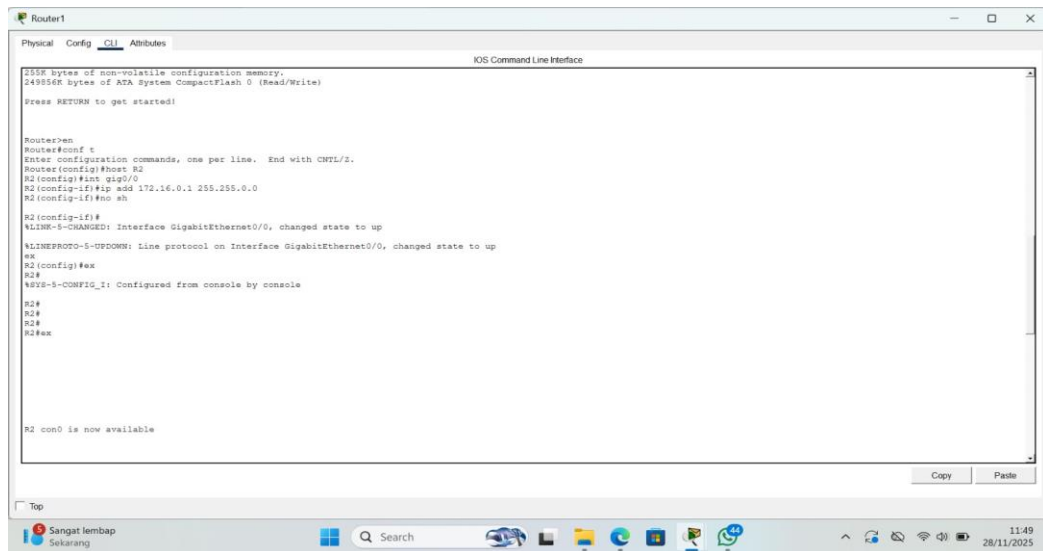 Router1
Physical Config CLI Attributes
IOS Command Line Interface
255K bytes of non-volatile configuration memory.
249856K bytes of ATA System CompactFlash 0 (Read/Write)
Press RETURN to get started!
Router>en
Router#conf t
Enter configuration commands, one per line. End with CNTL/Z.
Router(config)#host R2
R2(config)#int gig0/0
R2(config-if)#ip add 172.16.0.1 255.255.0.0
R2(config-if)#no sh
R2(config-if)#
%LINK-5-CHANGED: Interface GigabitEthernet0/0, changed state to up
%LINEPROTO-5-UPDOWN: Line protocol on Interface GigabitEthernet0/0, changed state to up
ex
R2(config)#ex
R2#
%SYS-5-CONFIG_I: Configured from console by console
R2#
R2#
R2#
R2#ex
R2 con0 is now available
Copy Paste
Top
5 Sangat lembap
Sekarang
Search
44
11:49
28/11/2025